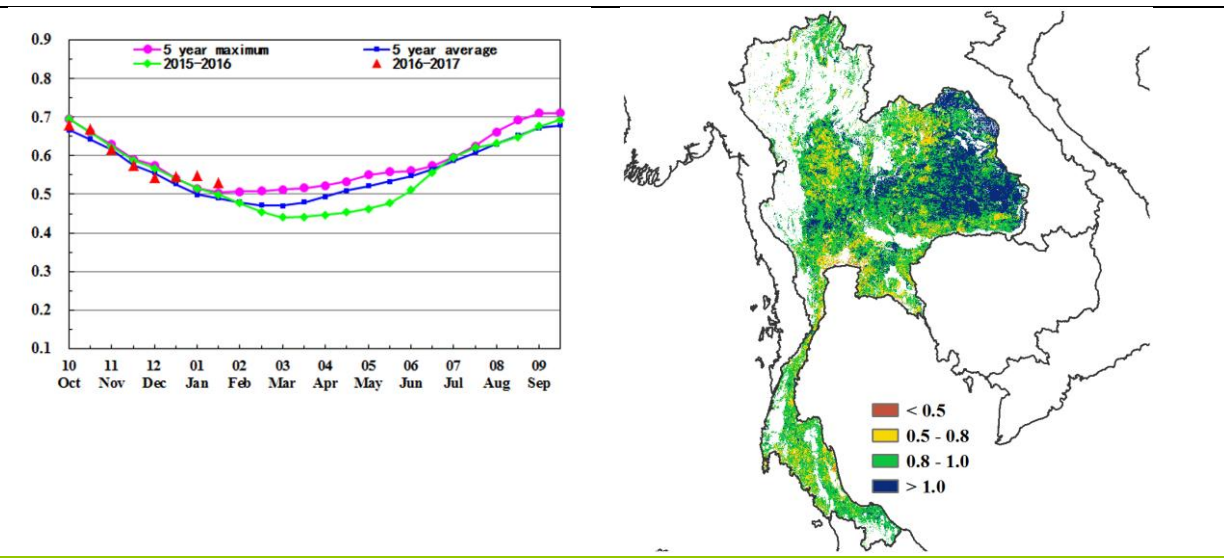 5 year maximum 5 year average
2015-2016 2016-2017
0.9
0.8
0.7
0.6
0.5
0.4
0.3
0.2
0.1
10 11 12 01 02 03 04 05 06 07 08 09
Oct Nov Dec Jan Feb Mar Apr May Jun Jul Aug Sep
< 0.5
0.5 - 0.8
0.8 - 1.0
> 1.0